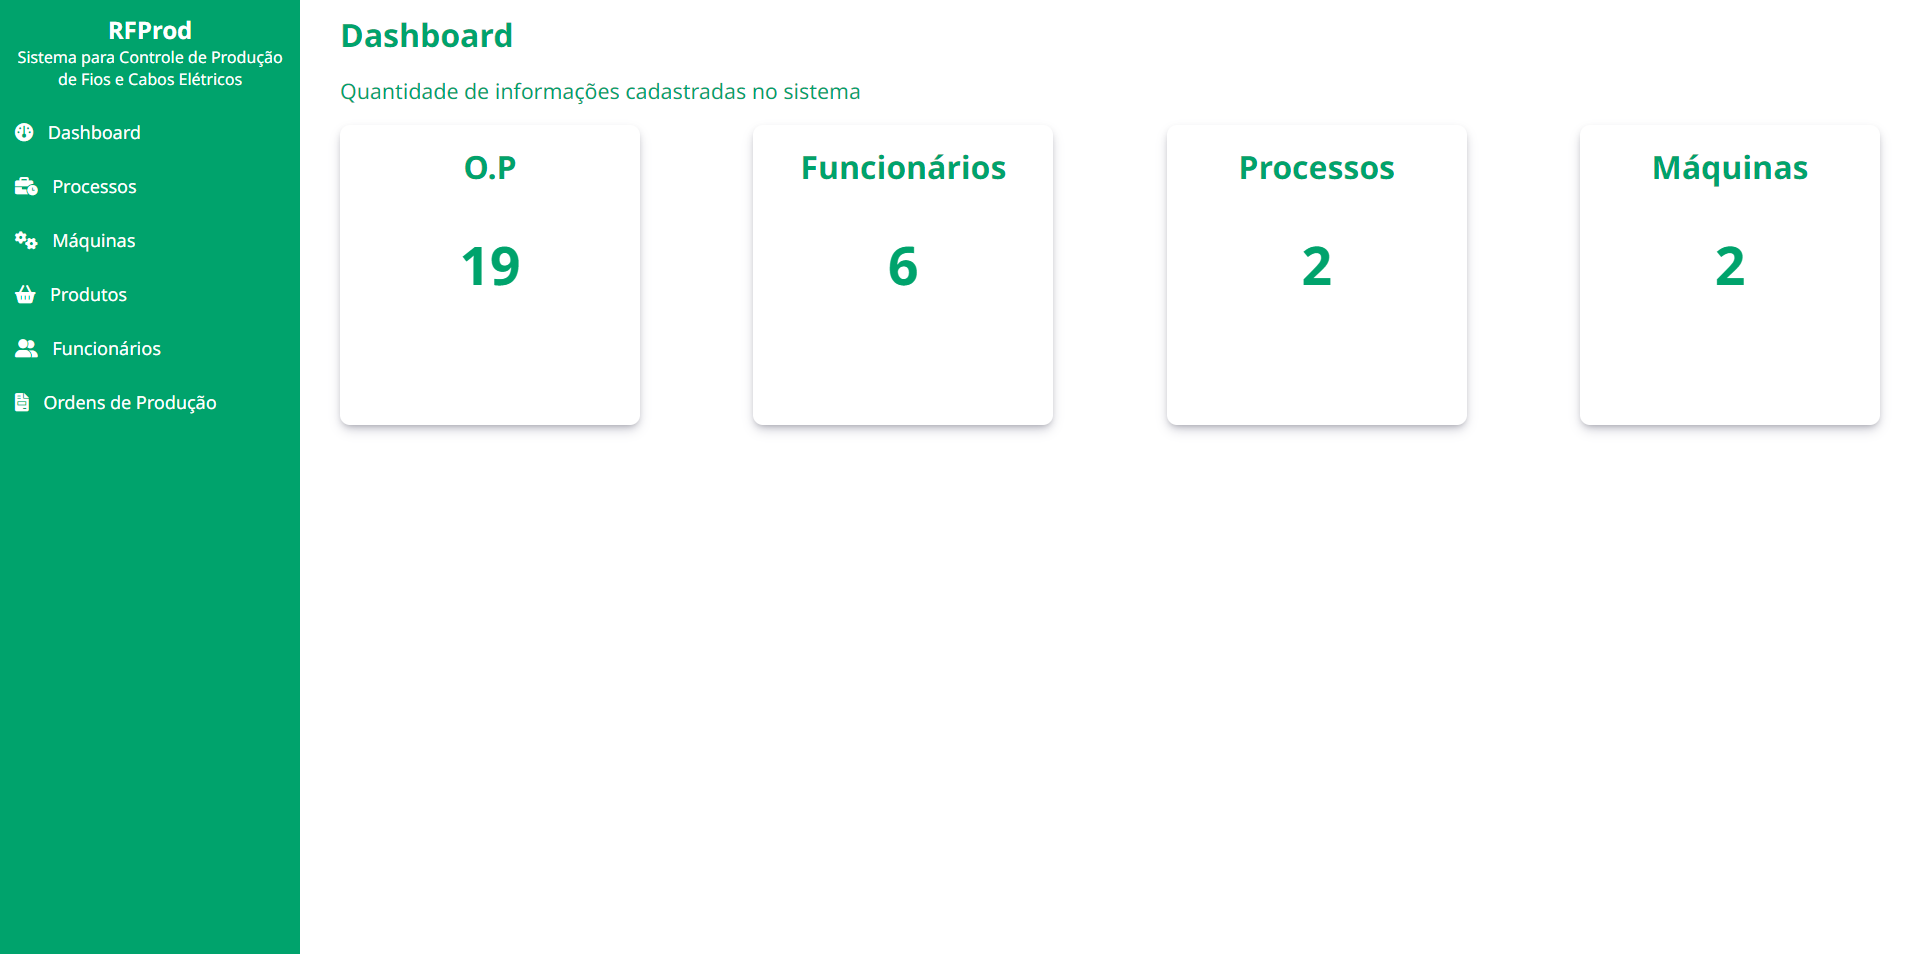 RFProd
Sistema para Controle de Produção
de Fios e Cabos Elétricos
Dashboard
Processos
Máquinas
Produtos
Funcionários
Ordens de Produção
Dashboard
Quantidade de informações cadastradas no sistema
O.P
19
Funcionários
6
Processos
2
Máquinas
2